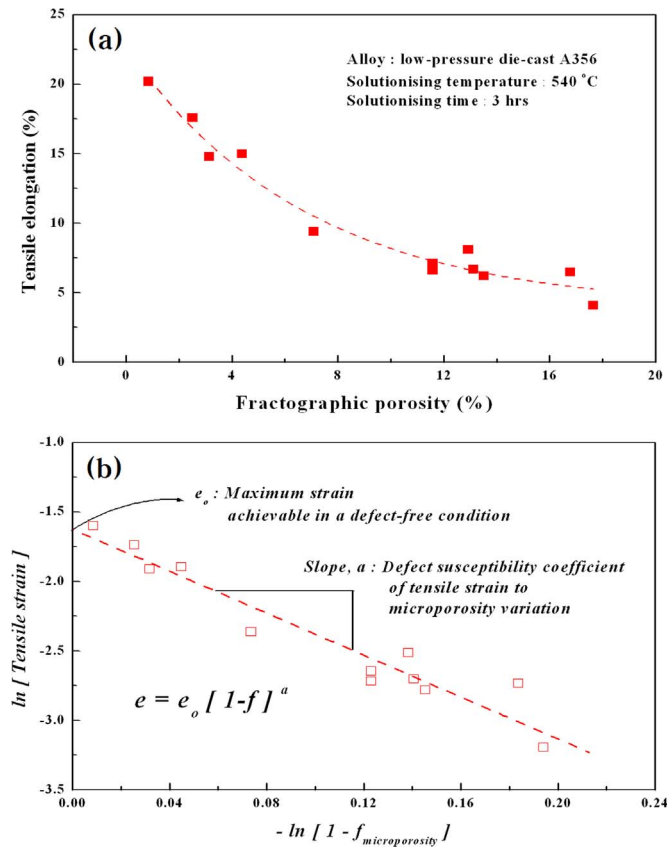 (a)
Alloy : low-pressure die-cast A356
Solutionising temperature : 540 °C
Solutionising time : 3 hrs
Tensile elongation (%)
25
20
15
10
5
0
0 4 8 12 16 20
Fractographic porosity (%)
(b)
e_o : Maximum strain
achievable in a defect-free condition
Slope, a : Defect susceptibility coefficient
of tensile strain to
microporosity variation
e = e_o [ 1-f ]^a
ln [ Tensile strain ]
-1.0
-1.5
-2.0
-2.5
-3.0
-3.5
0.00 0.04 0.08 0.12 0.16 0.20 0.24
- ln [ 1 - f_microporosity ]